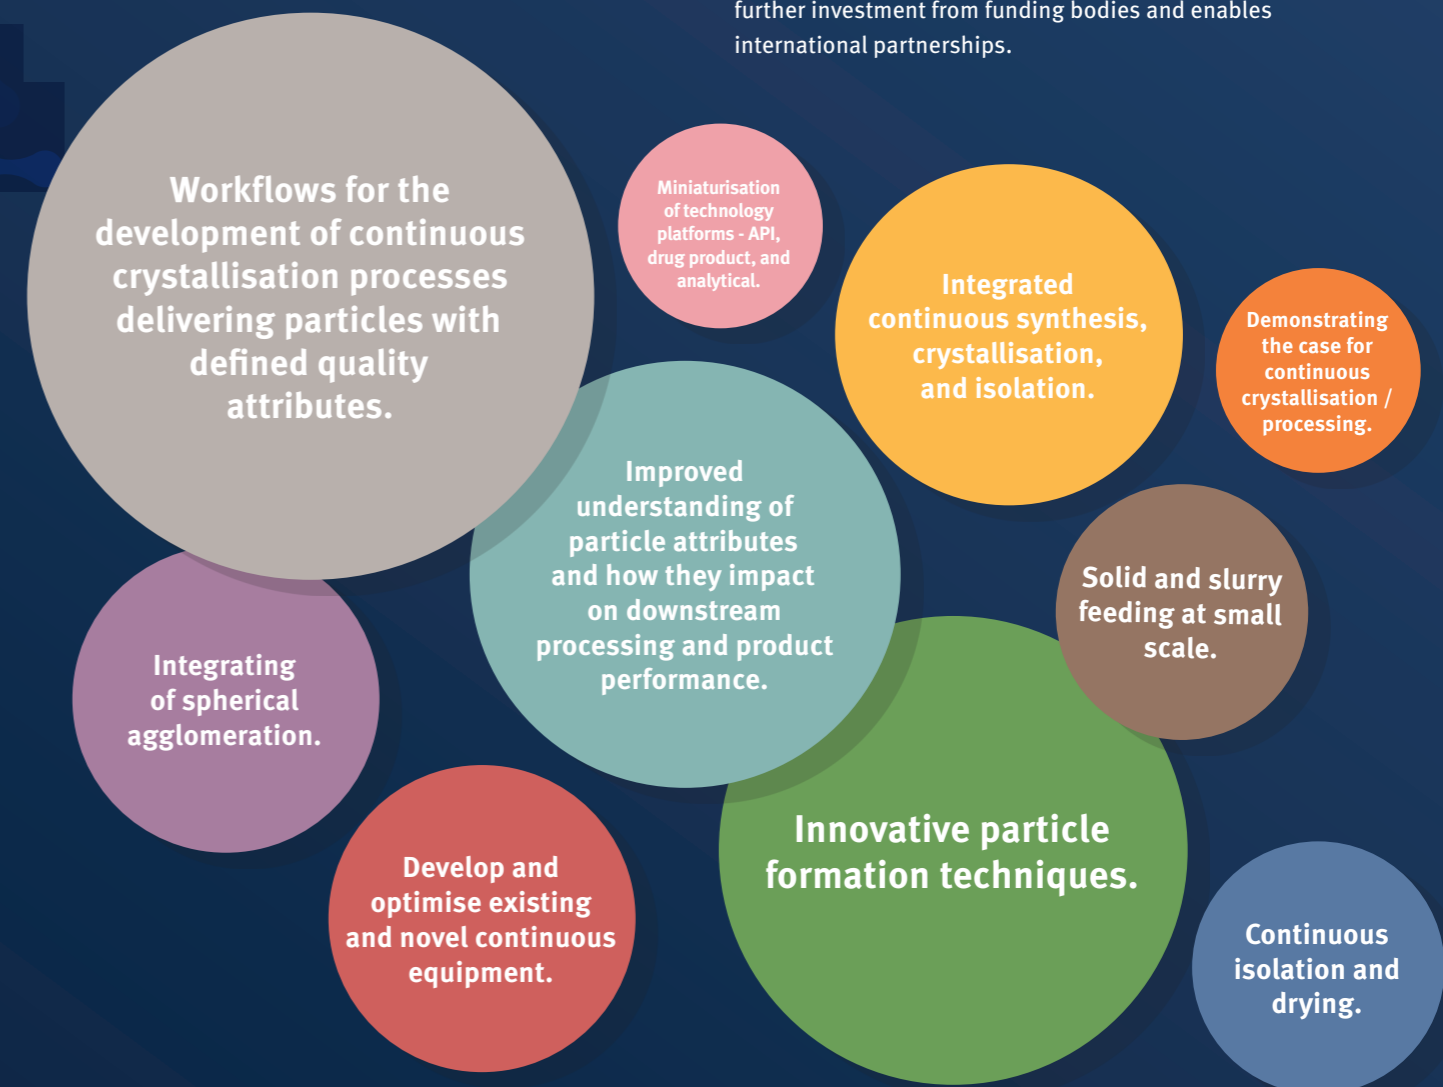 further investment from funding bodies and enables
international partnerships.
Workflows for the
development of continuous
crystallisation processes
delivering particles with
defined quality
attributes.
Miniaturisation
of technology
platforms - API,
drug product, and
analytical.
Integrated
continuous synthesis,
crystallisation,
and isolation.
Demonstrating
the case for
continuous
crystallisation /
processing.
Improved
understanding of
particle attributes
and how they impact
on downstream
processing and product
performance.
Solid and slurry
feeding at small
scale.
Integrating
of spherical
agglomeration.
Develop and
optimise existing
and novel continuous
equipment.
Innovative particle
formation techniques.
Continuous
isolation and
drying.